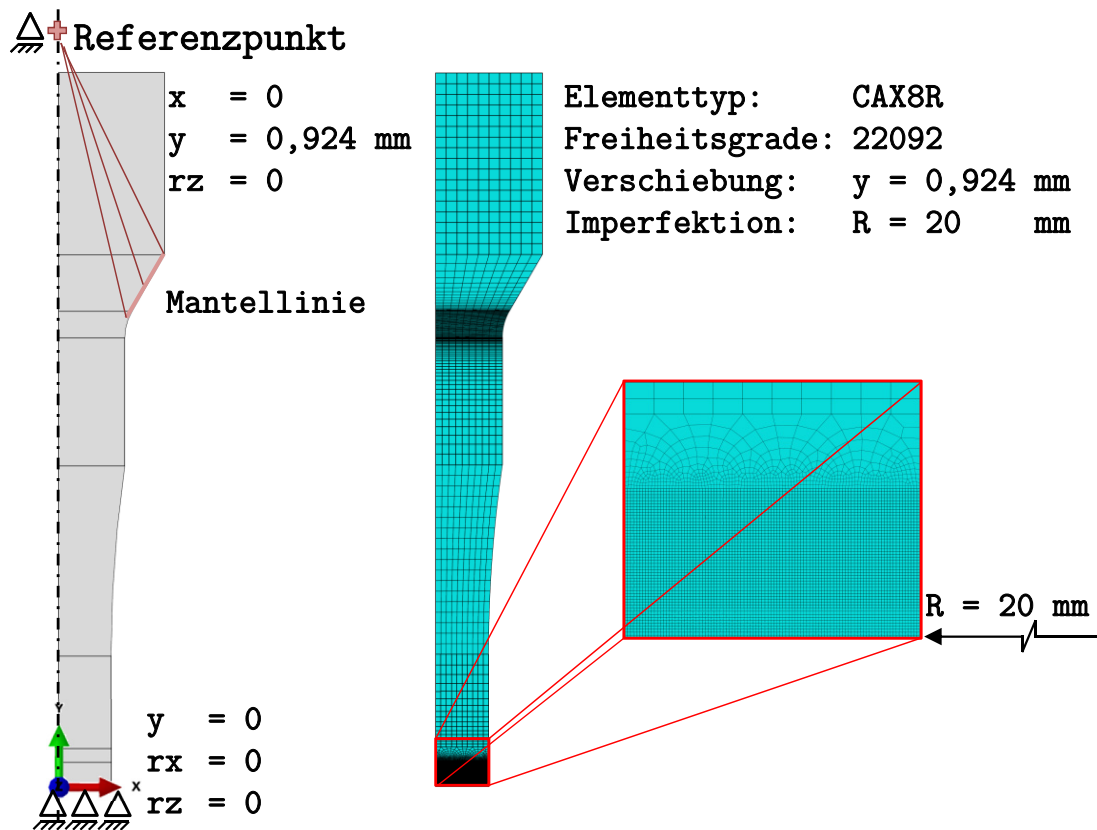 Referenzpunkt
x = 0
y = 0,924 mm
rz = 0
Mantellinie
Elementtyp: CAX8R
Freiheitsgrade: 22092
Verschiebung: y = 0,924 mm
Imperfektion: R = 20 mm
R = 20 mm
Y
X
y = 0
rx = 0
rz = 0